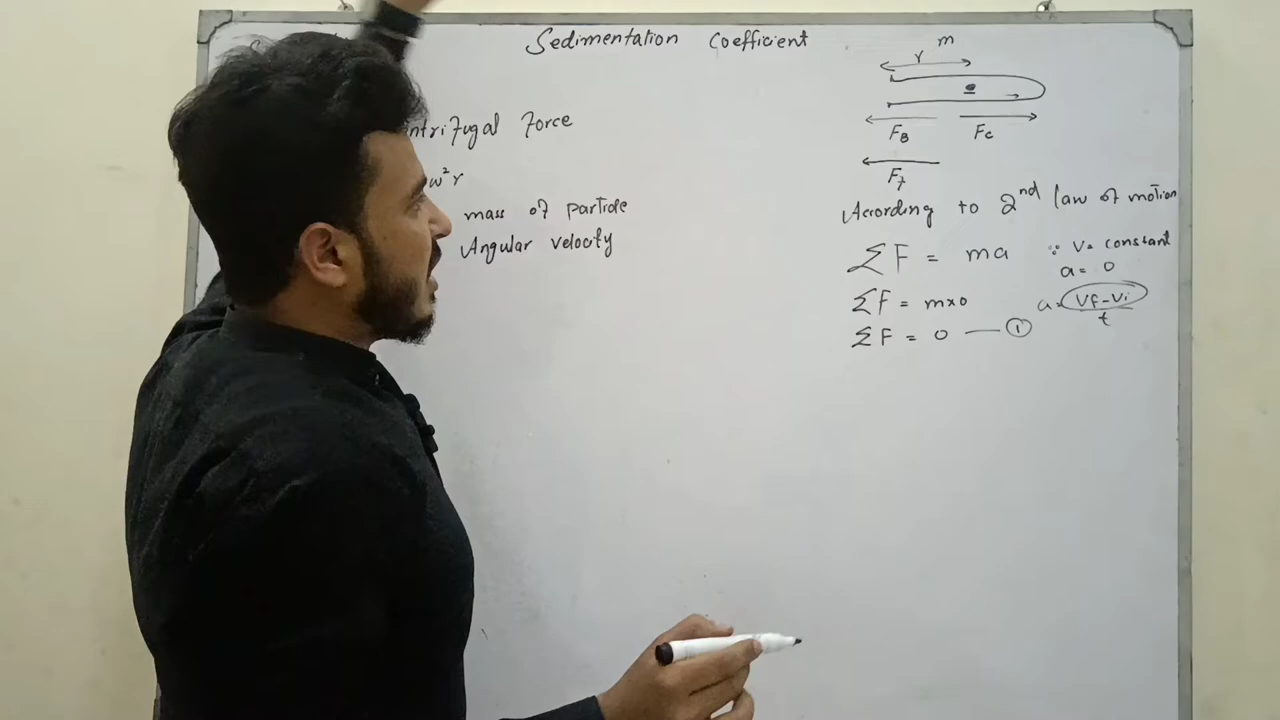 Sedimentation Coefficient
Force
ω²r
mass of particle
Angular velocity
m
r
F_B F_C
F_f
According to 2nd law of motion
ΣF = ma ∵ V= constant
a= 0
ΣF = m×0 a= Vf-Vi/t
ΣF = 0 — ①